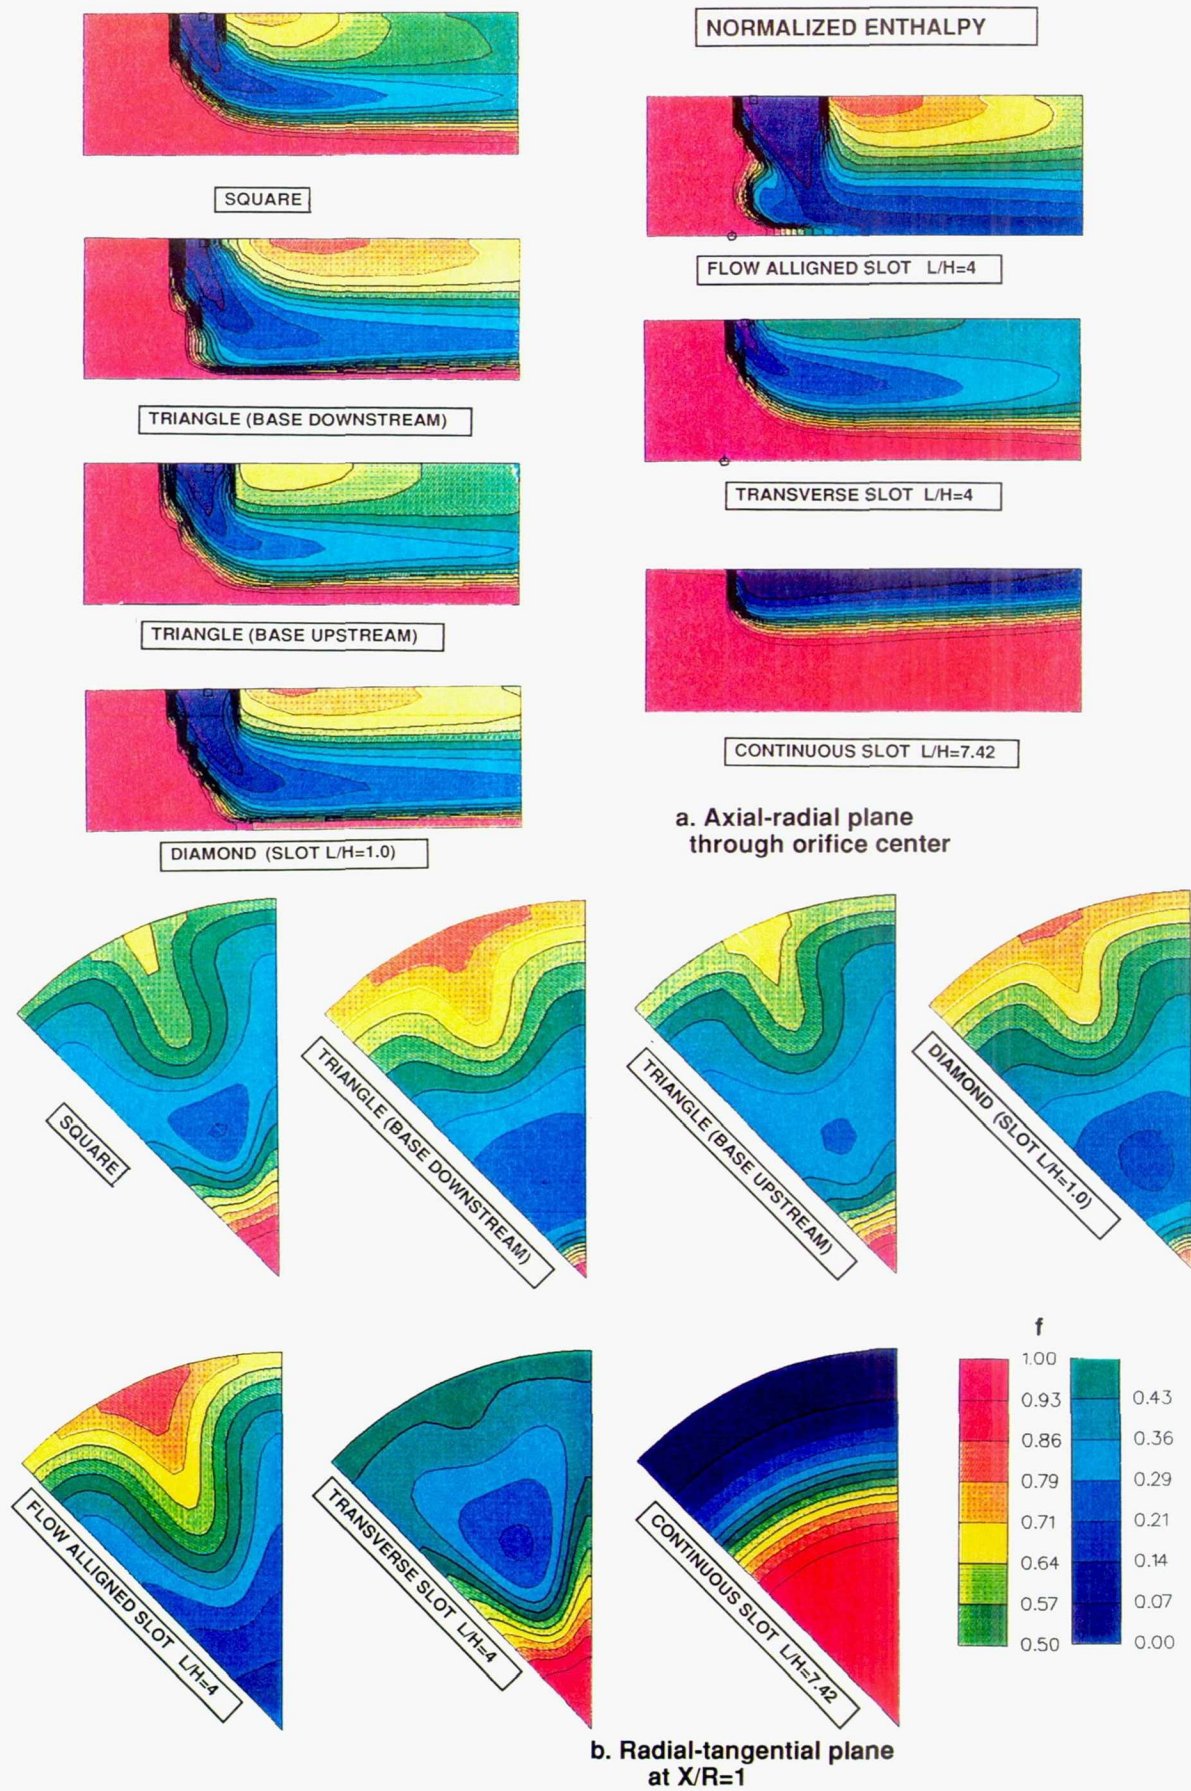 NORMALIZED ENTHALPY
SQUARE
TRIANGLE (BASE DOWNSTREAM)
TRIANGLE (BASE UPSTREAM)
DIAMOND (SLOT L/H=1.0)
FLOW ALLIGNED SLOT L/H=4
TRANSVERSE SLOT L/H=4
CONTINUOUS SLOT L/H=7.42
a. Axial-radial plane
through orifice center
SQUARE
TRIANGLE (BASE DOWNSTREAM)
TRIANGLE (BASE UPSTREAM)
DIAMOND (SLOT L/H=1.0)
FLOW ALLIGNED SLOT L/H=4
TRANSVERSE SLOT L/H=4
CONTINUOUS SLOT L/H=7.42
f
1.00
0.93
0.86
0.79
0.71
0.64
0.57
0.50
0.43
0.36
0.29
0.21
0.14
0.07
0.00
b. Radial-tangential plane
at X/R=1